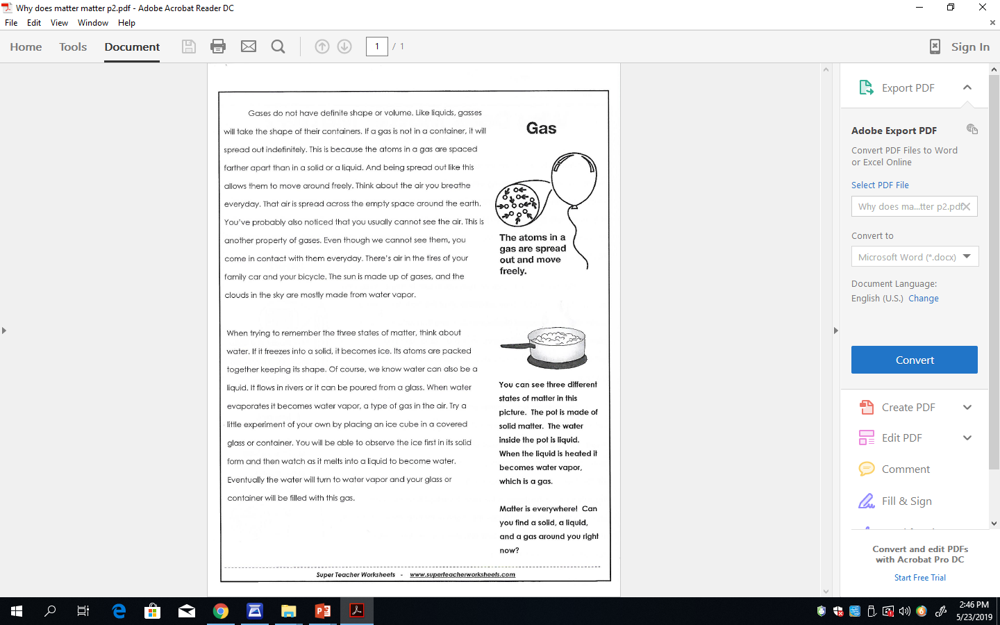 Why does matter matter p2.pdf - Adobe Acrobat Reader DC
File Edit View Window Help
Home Tools Document 1 / 1 Sign In
Gases do not have definite shape or volume. Like liquids, gasses
will take the shape of their containers. If a gas is not in a container, it will
spread out indefinitely. This is because the atoms in a gas are spaced
farther apart than in a solid or a liquid. And being spread out like this
allows them to move around freely. Think about the air you breathe
everyday. That air is spread across the empty space around the earth.
You've probably also noticed that you usually cannot see the air. This is
another property of gases. Even though we cannot see them, you
come in contact with them everyday. There's air in the tires of your
family car and your bicycle. The sun is made up of gases, and the
clouds in the sky are mostly made from water vapor.
Gas
The atoms in a
gas are spread
out and move
freely.
When trying to remember the three states of matter, think about
water. If it freezes into a solid, it becomes ice. Its atoms are packed
together keeping its shape. Of course, we know water can also be a
liquid. It flows in rivers or it can be poured from a glass. When water
evaporates it becomes water vapor, a type of gas in the air. Try a
little experiment of your own by placing an ice cube in a covered
glass or container. You will be able to observe the ice first in its solid
form and then watch as it melts into a liquid to become water.
Eventually the water will turn to water vapor and your glass or
container will be filled with this gas.
You can see three different
states of matter in this
picture. The pot is made of
solid matter. The water
inside the pot is liquid.
When the liquid is heated it
becomes water vapor,
which is a gas.
Matter is everywhere! Can
you find a solid, a liquid,
and a gas around you right
now?
Super Teacher Worksheets - www.superteacherworksheets.com
Export PDF
Adobe Export PDF
Convert PDF Files to Word
or Excel Online
Select PDF File
Why does ma...tter p2.pdf
Convert to
Microsoft Word (*.docx)
Document Language:
English (U.S.) Change
Convert
Create PDF
Edit PDF
Comment
Fill & Sign
Convert and edit PDFs
with Acrobat Pro DC
Start Free Trial
2:46 PM
5/23/2019